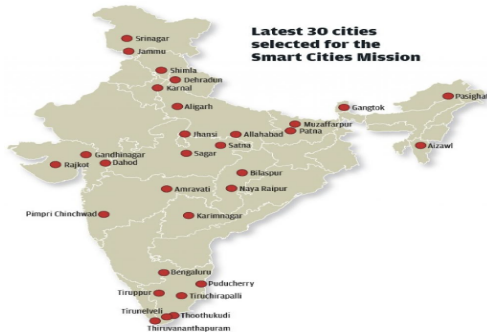 Latest 30 cities
selected for the
Smart Cities Mission
Srinagar
Jammu
Shimla
Dehradun
Karnal
Aligarh
Pasighat
Gangtok
Muzaffarpur
Patna
Jhansi
Allahabad
Satna
Sagar
Aizawl
Gandhinagar
Dahod
Rajkot
Bilaspur
Amravati
Naya Raipur
Pimpri Chinchwad
Karimnagar
Bengaluru
Puducherry
Tiruppur
Tiruchirapalli
Tirunelveli
Thoothukudi
Thiruvananthapuram